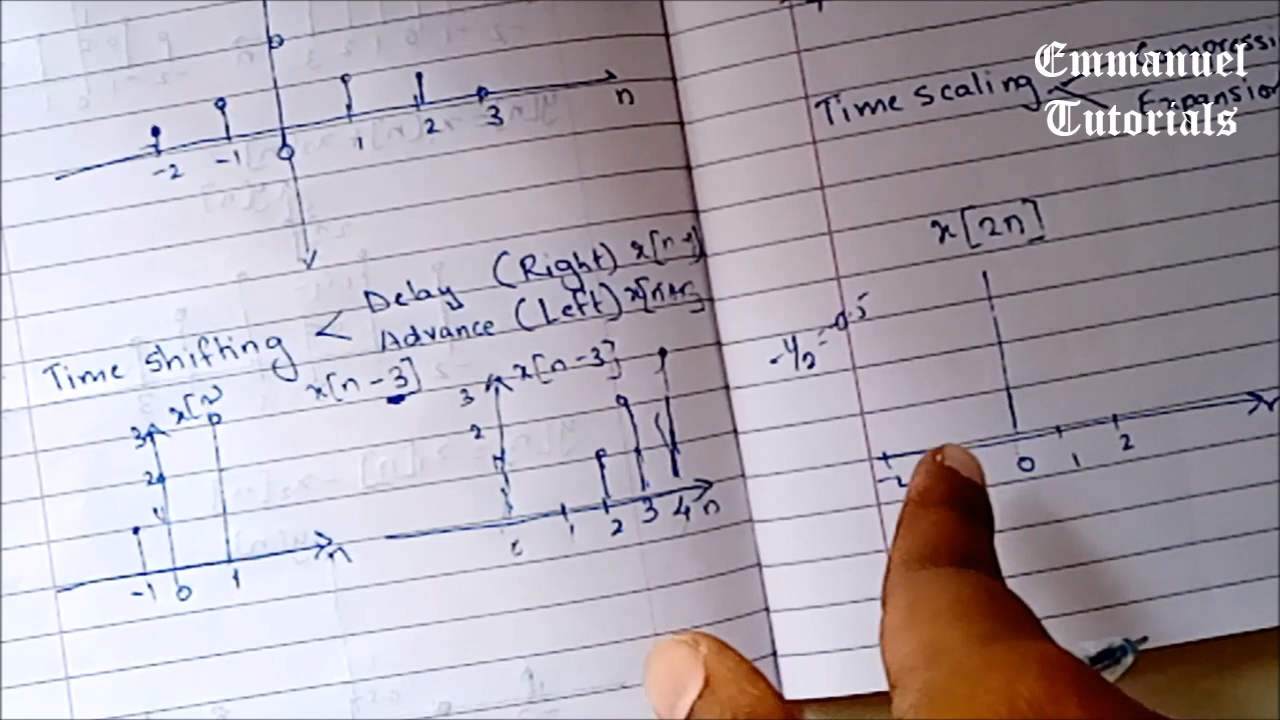 -2 -1 1 2 3 n
Time shifting < Delay (Right)
Advance (Left)
x[n-3]
x[n-3]
3
2
-1 0 1 n
3
2
1 2 3 4 n
Emmanuel
Tutorials
Time scaling
Expansion
x[2n]
-1/2 = -0.5
-2 0 1 2